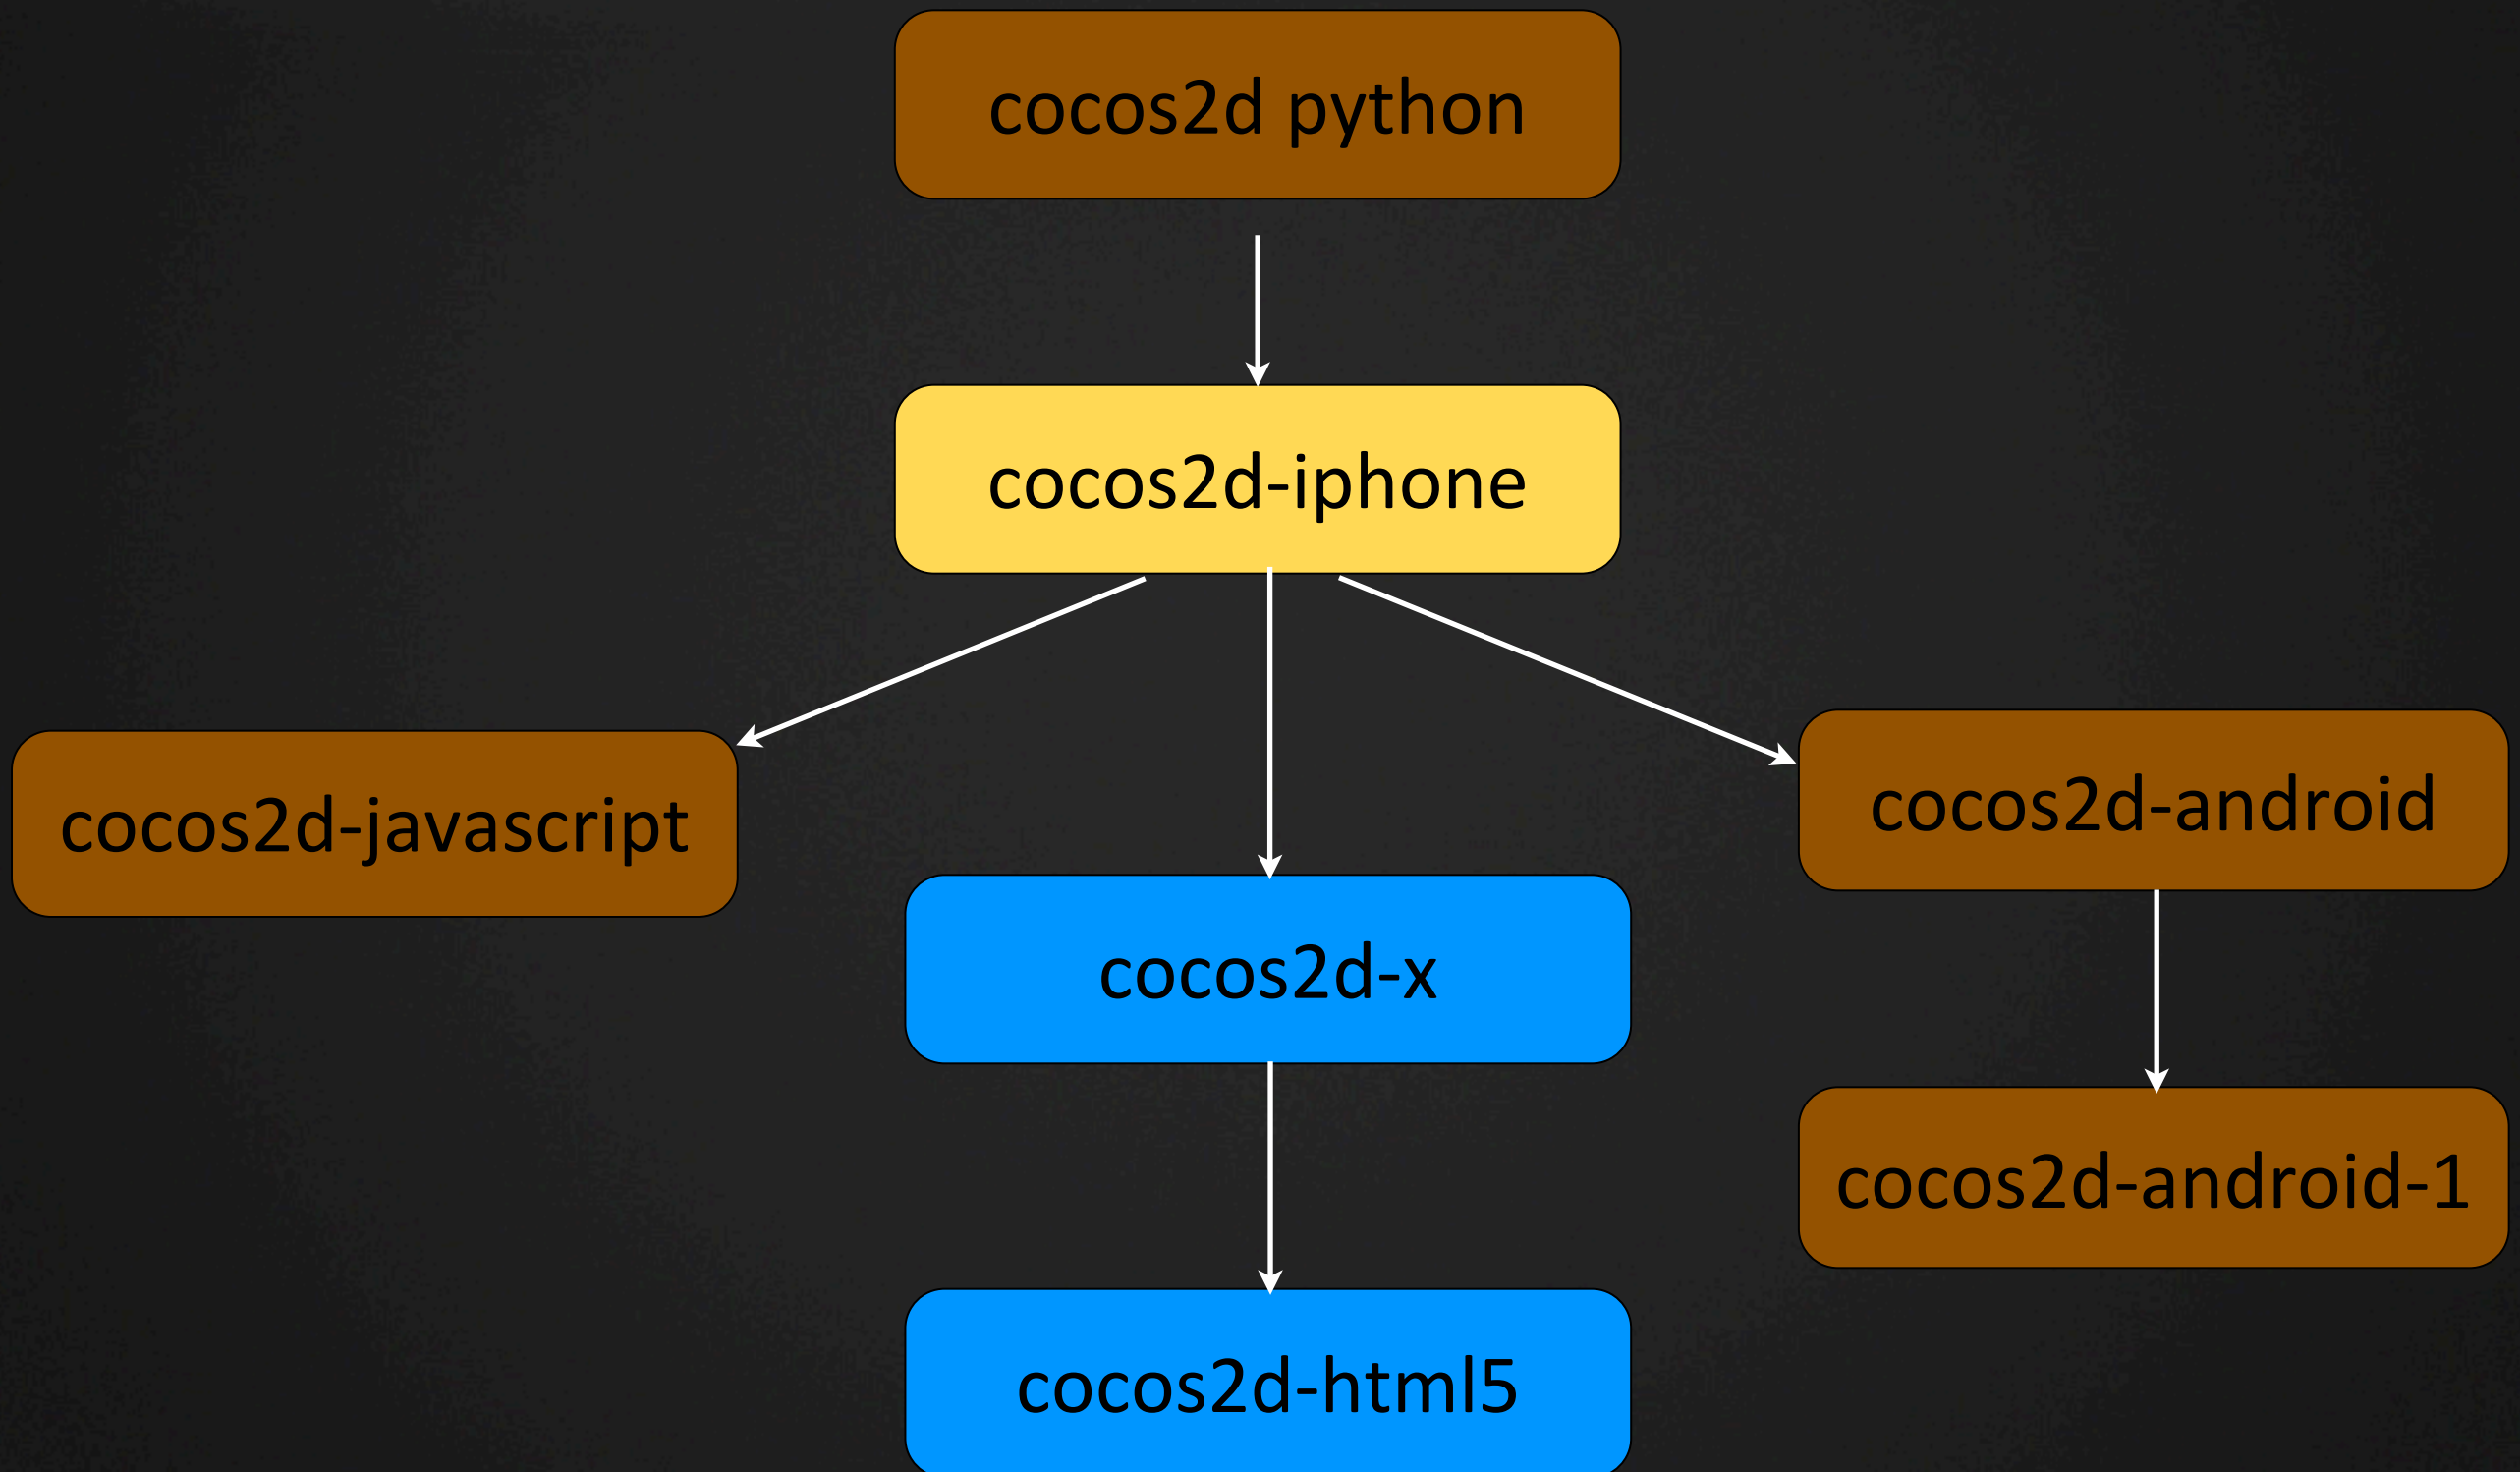 cocos2d python
cocos2d-iphone
cocos2d-javascript
cocos2d-android
cocos2d-x
cocos2d-android-1
cocos2d-html5